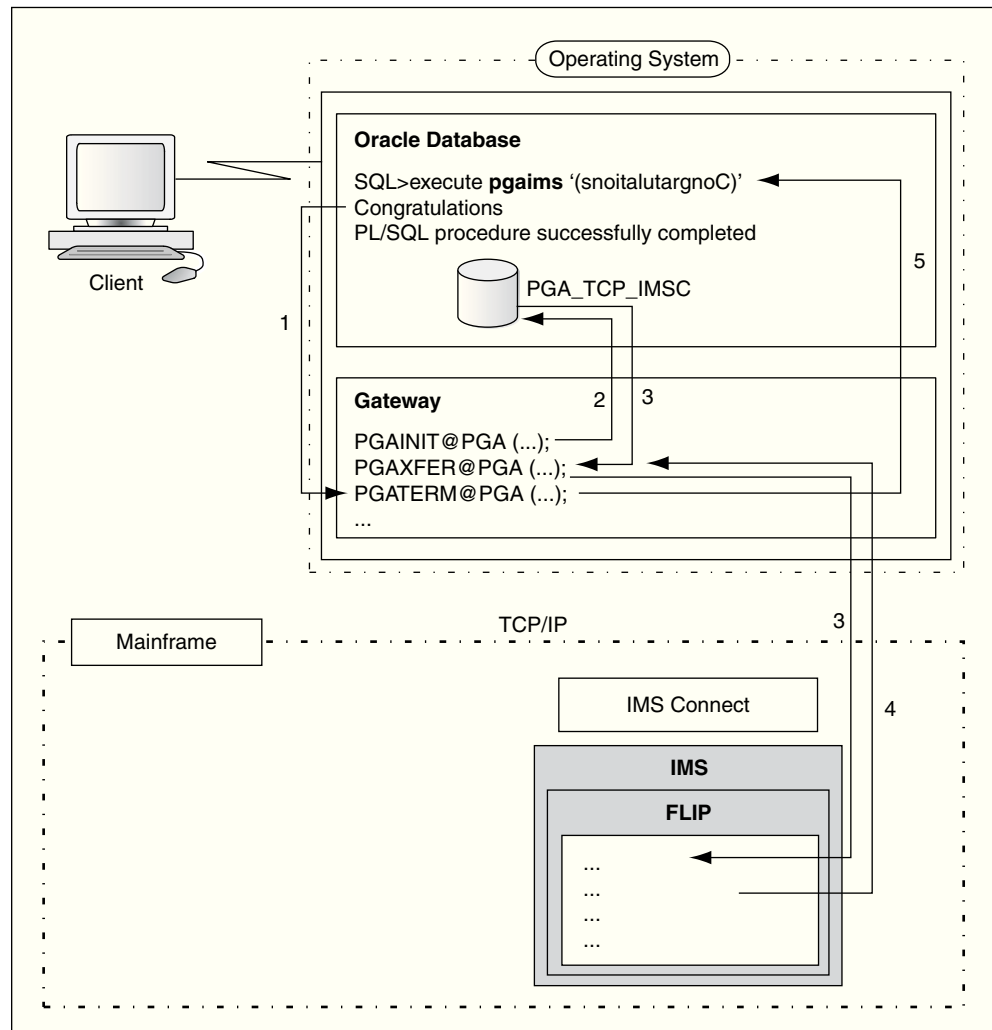 Operating System
Oracle Database
SQL>execute pgaims '(snoitalutargnoC)'
Congratulations
PL/SQL procedure successfully completed
5
Client
PGA_TCP_IMSC
1
2
3
Gateway
PGAINIT@PGA (...);
PGAXFER@PGA (...);
PGATERM@PGA (...);
...
TCP/IP
3
Mainframe
IMS Connect
4
IMS
FLIP
...
...
...
...